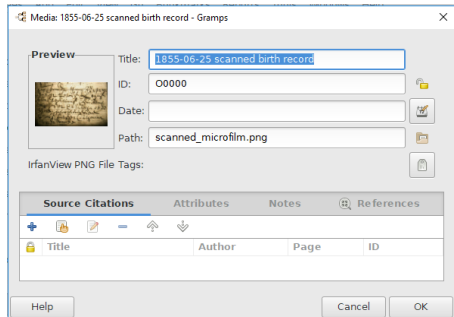 Media: 1855-06-25 scanned birth record - Gramps
Preview
Title: 1855-06-25 scanned birth record
ID: O0000
Date:
Path: scanned_microfilm.png
IrfanView PNG File Tags:
Source Citations Attributes Notes References
Title Author Page ID
Help Cancel OK